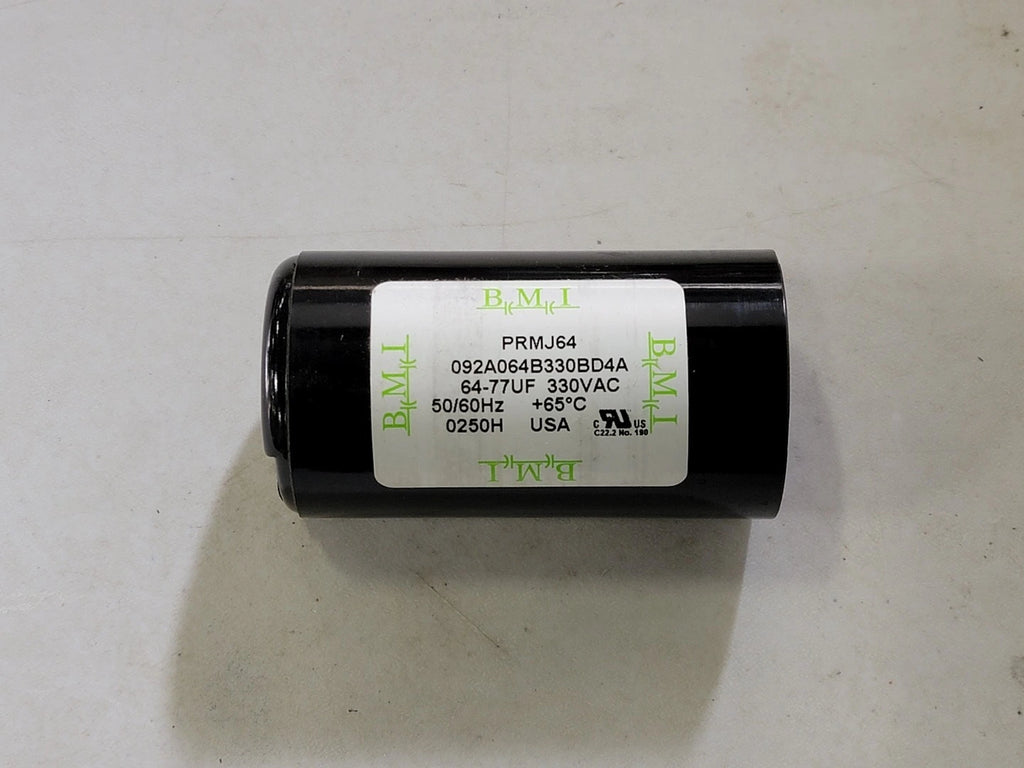 BMI
PRMJ64
092A064B330BD4A
64-77UF 330VAC
50/60Hz +65°C
0250H USA
C RU US
C22.2 No. 190
BMI
BMI
BMI